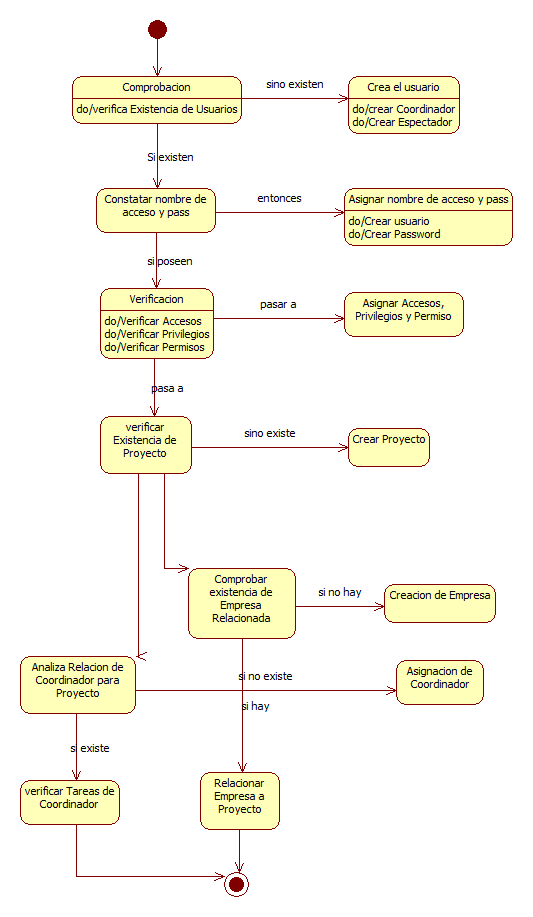 Comprobacion
do/verifica Existencia de Usuarios
sino existen
Crea el usuario
do/crear Coordinador
do/Crear Espectador
Si existen
Constatar nombre de
acceso y pass
entonces
Asignar nombre de acceso y pass
do/Crear usuario
do/Crear Password
si poseen
Verificacion
do/Verificar Accesos
do/Verificar Privilegios
do/Verificar Permisos
pasar a
Asignar Accesos,
Privilegios y Permiso
pasa a
verificar
Existencia de
Proyecto
sino existe
Crear Proyecto
Comprobar
existencia de
Empresa
Relacionada
si no hay
Creacion de Empresa
Analiza Relacion de
Coordinador para
Proyecto
si no existe
Asignacion de
Coordinador
si hay
si existe
verificar Tareas de
Coordinador
Relacionar
Empresa a
Proyecto